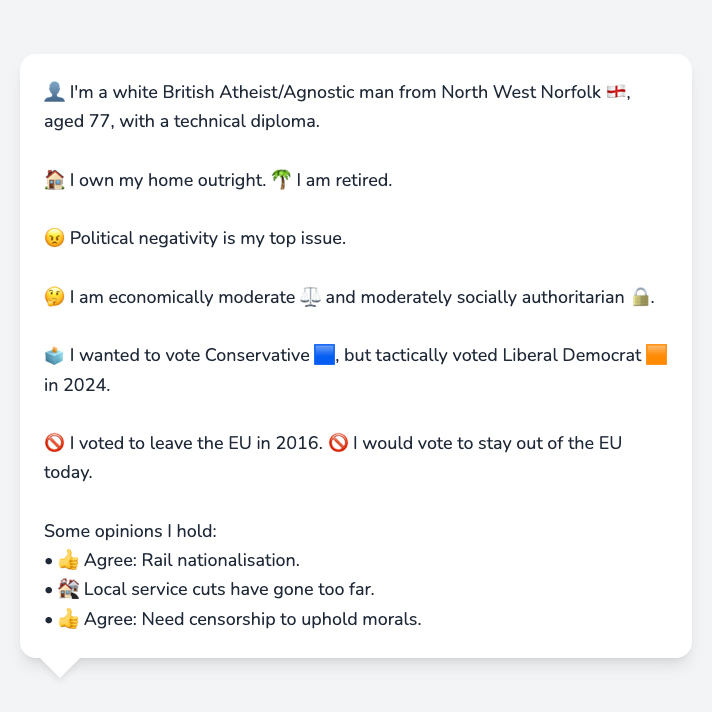 👤 I'm a white British Atheist/Agnostic man from North West Norfolk 🏴󠁧󠁢󠁥󠁮󠁧󠁿,
aged 77, with a technical diploma.
🏠 I own my home outright. 🌴 I am retired.
😠 Political negativity is my top issue.
🤔 I am economically moderate ⚖️ and moderately socially authoritarian 🔒.
🗳️ I wanted to vote Conservative 🟦, but tactically voted Liberal Democrat 🟧
in 2024.
🚫 I voted to leave the EU in 2016. 🚫 I would vote to stay out of the EU
today.
Some opinions I hold:
• 👍 Agree: Rail nationalisation.
• 🏚️ Local service cuts have gone too far.
• 👍 Agree: Need censorship to uphold morals.